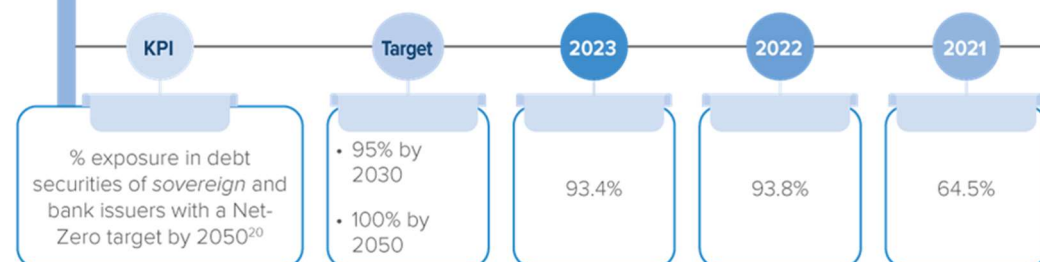 KPI
Target
2023
2022
2021
% exposure in debt
securities of sovereign and
bank issuers with a Net-
Zero target by 2050²⁰
• 95% by
2030
• 100% by
2050
93.4%
93.8%
64.5%